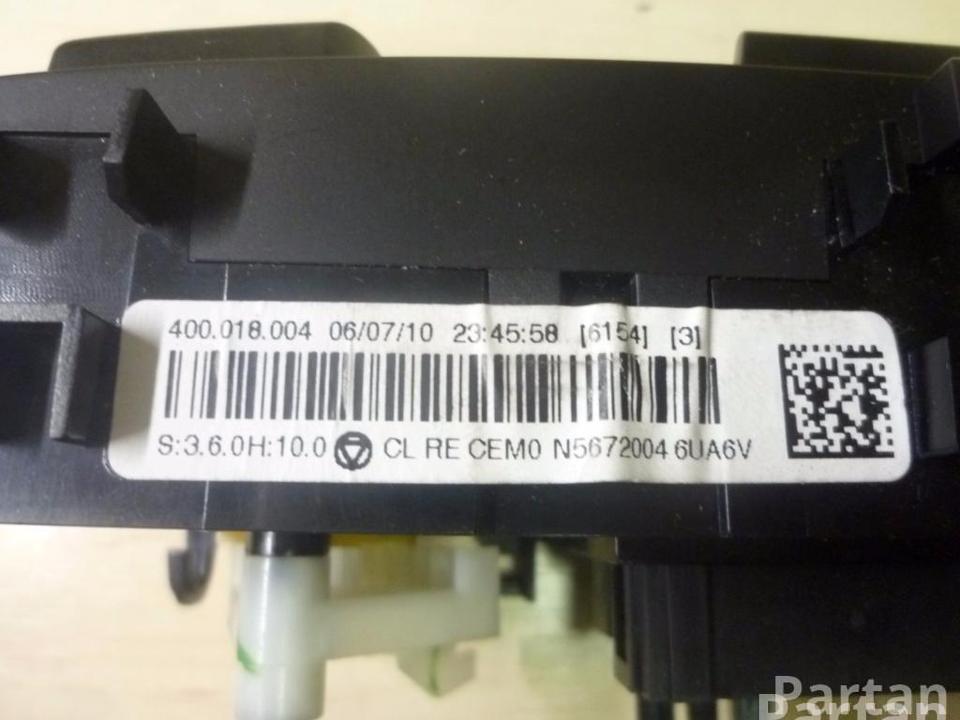 400.018.004 06/07/10 23:45:58 [6154] [3]
S:3.6.0H:10.0 CL RE CEM0 N5672004 6UA6V
Partan
Partan